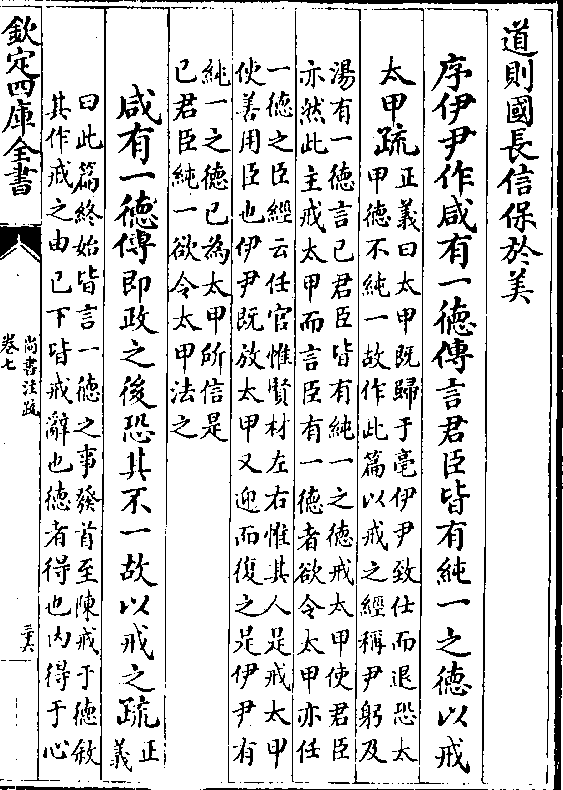 道則國長信保於美
序伊尹作咸有一德傳言君臣皆有純一之德以戒
太甲疏正義曰太甲既歸于亳伊尹致仕而退恐太
甲德不純一故作此篇以戒之經稱尹躬及
湯有一德言已君臣皆有純一之德戒太甲使君臣
亦然此主戒太甲而言臣有一德者欲令太甲亦任
一德之臣經云任官惟賢材左右惟其人是戒太甲
使善用臣也伊尹既放太甲又迎而復之是伊尹有
純一之德已為太甲所信是
已君臣純一欲令太甲法之
咸有一德傳即政之後恐其不一故以戒之疏正
義
曰此篇終始皆言一德之事發首至陳戒于德敘
其作戒之由已下皆戒辭也德者得也内得于心
欽定四庫全書
尚書注疏
卷七
三六